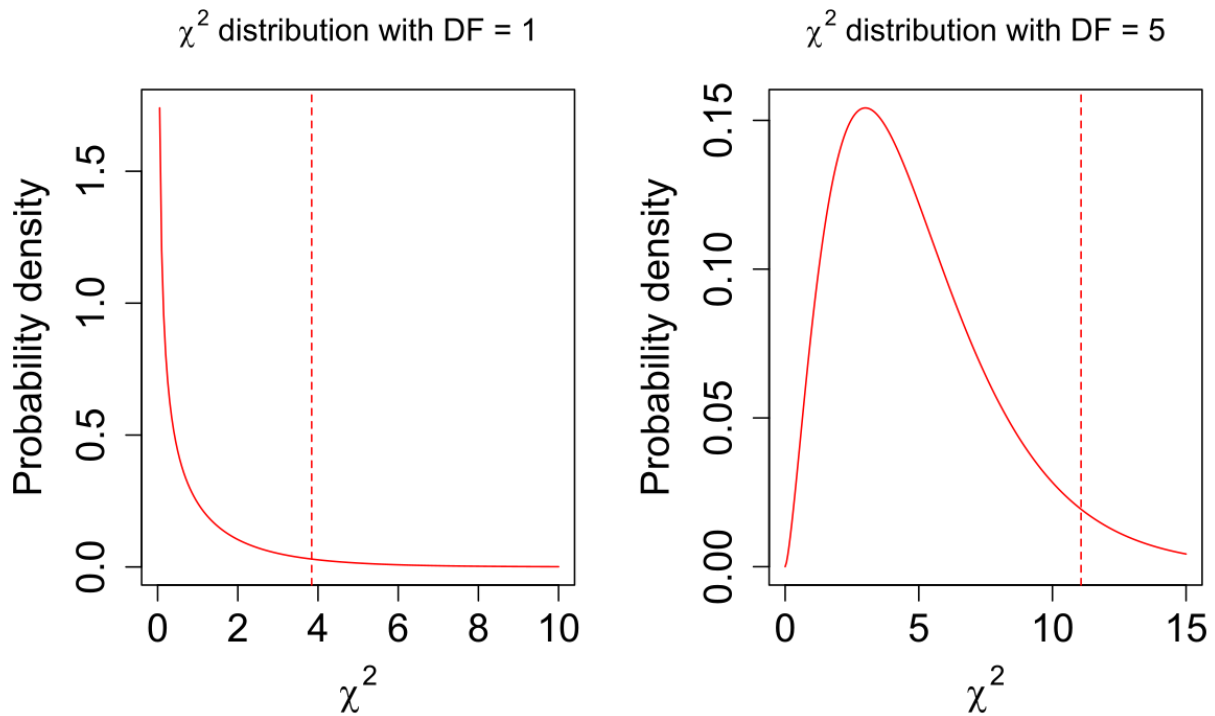 χ² distribution with DF = 1
Probability density
0.0 0.5 1.0 1.5
0 2 4 6 8 10
χ²
χ² distribution with DF = 5
Probability density
0.00 0.05 0.10 0.15
0 5 10 15
χ²